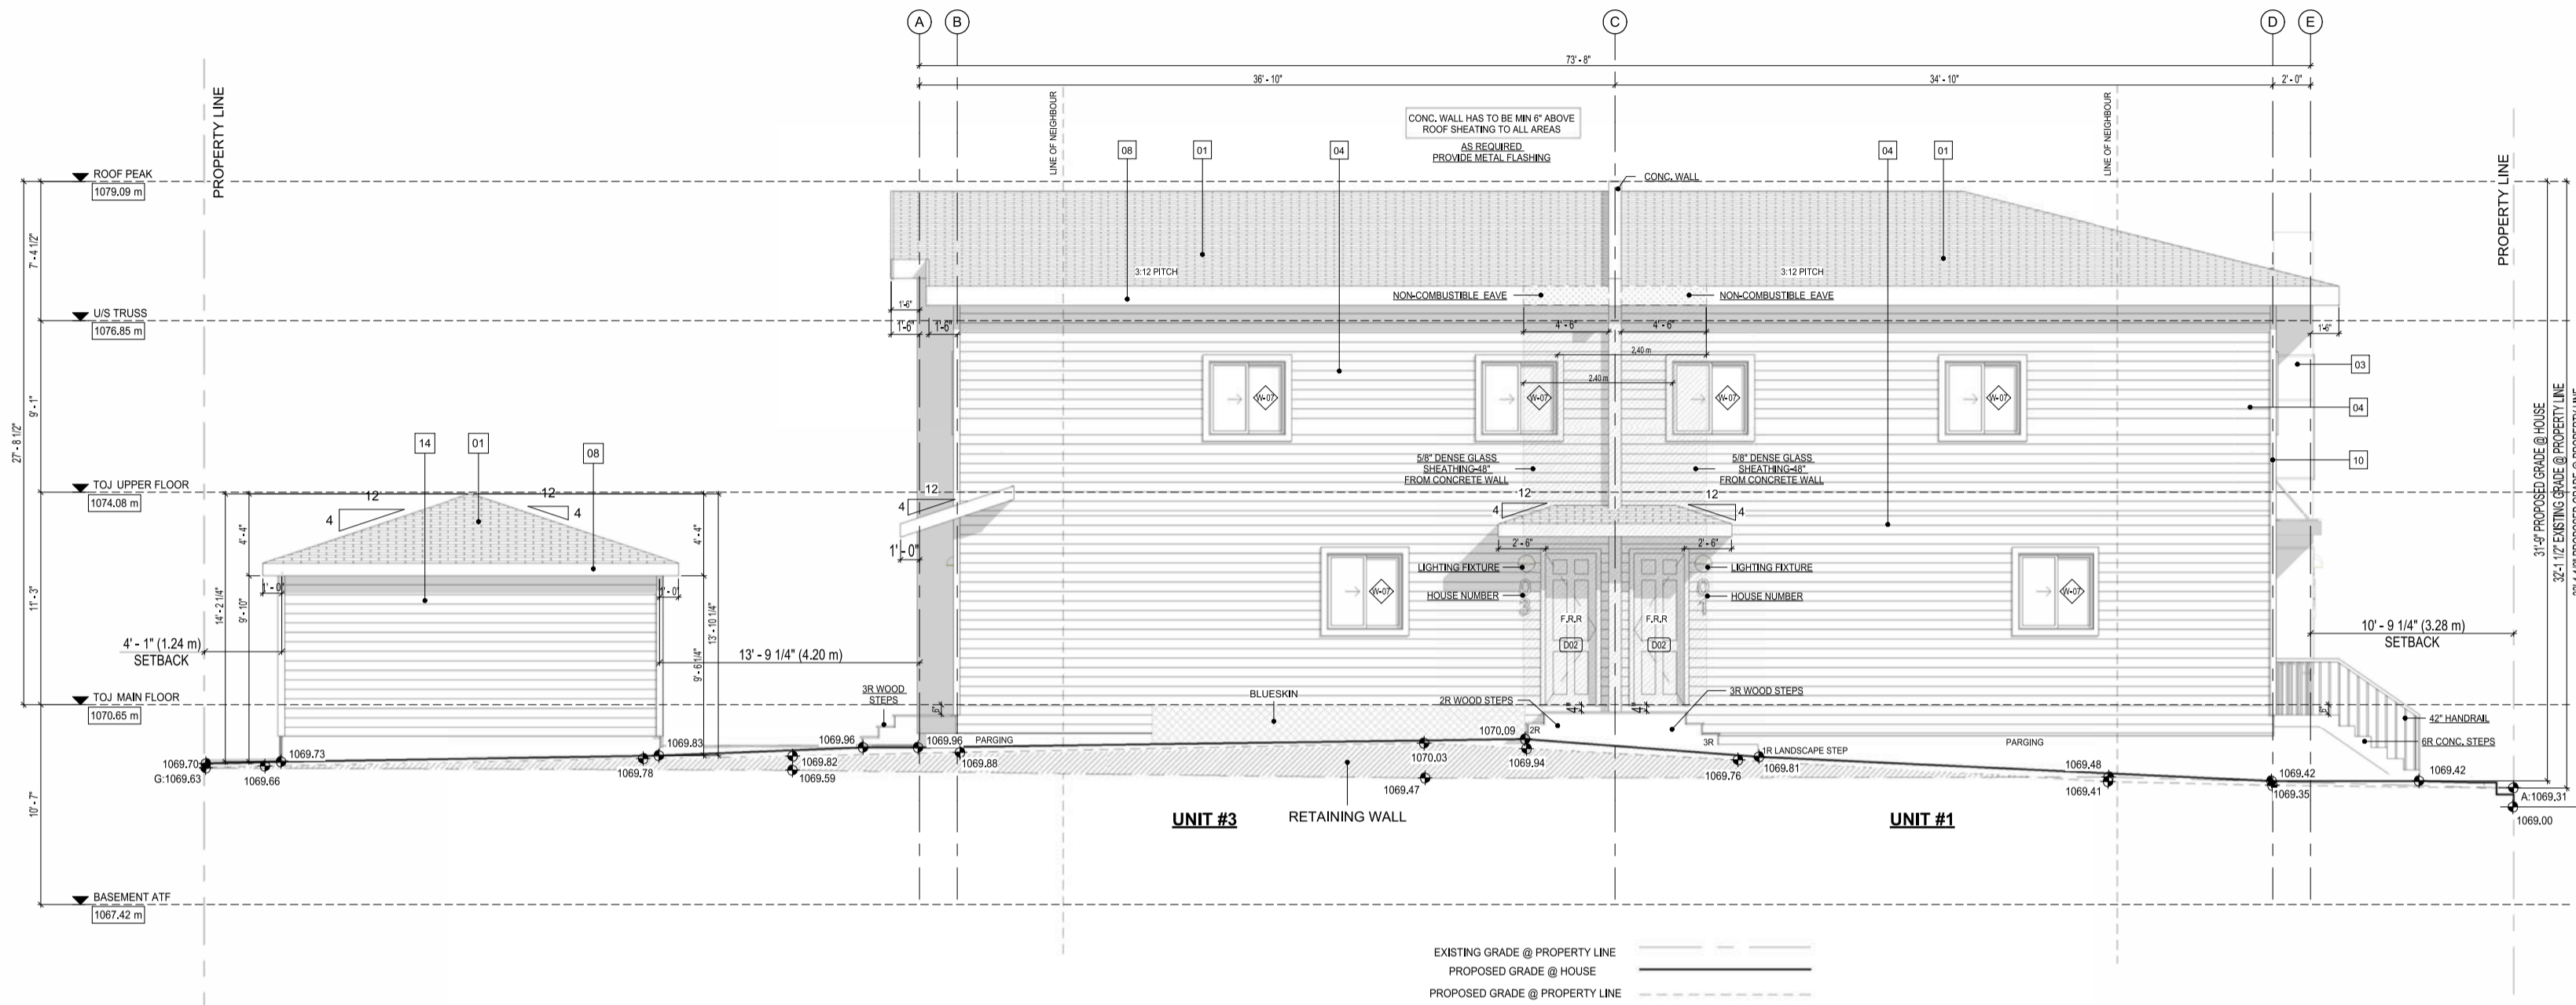 A
B
C
D
E
73' - 8"
36' - 10"
34' - 10"
2' - 0"
PROPERTY LINE
LINE OF NEIGHBOUR
CONC. WALL HAS TO BE MIN 6" ABOVE
ROOF SHEATING TO ALL AREAS
AS REQUIRED
PROVIDE METAL FLASHING
LINE OF NEIGHBOUR
PROPERTY LINE
08
01
04
04
01
CONC. WALL
ROOF PEAK
1079.09 m
7' - 4 1/2"
3:12 PITCH
3:12 PITCH
NON-COMBUSTIBLE EAVE
NON-COMBUSTIBLE EAVE
1'-6"
U/S TRUSS
1076.85 m
1'-6"
1'-6"
4' - 6"
4' - 6"
1'-6"
2.40 m
2.40 m
03
W-07
W-07
W-07
W-07
04
9' - 1"
27' - 8 1/2"
14
01
08
10
5/8" DENSE GLASS
SHEATHING-48"
FROM CONCRETE WALL
5/8" DENSE GLASS
SHEATHING-48"
FROM CONCRETE WALL
31'-9" PROPOSED GRADE @ HOUSE
32'-1 1/2" EXISTING GRADE @ PROPERTY LINE
TOJ UPPER FLOOR
1074.08 m
12
4
12
4
12
4
12
4
12
4
4' - 4"
4' - 4"
1' - 0"
2' - 6"
2' - 6"
LIGHTING FIXTURE
LIGHTING FIXTURE
HOUSE NUMBER
HOUSE NUMBER
03
01
W-07
W-07
1' - 0"
11' - 3"
14' - 2 1/4"
9' - 10"
13' - 10 1/4"
9' - 6 1/4"
F.R.R
F.R.R
D02
D02
4' - 1" (1.24 m)
SETBACK
13' - 9 1/4" (4.20 m)
10' - 9 1/4" (3.28 m)
SETBACK
TOJ MAIN FLOOR
1070.65 m
3R WOOD
STEPS
6"
BLUESKIN
2R WOOD STEPS
4"
4"
3R WOOD STEPS
6"
42" HANDRAIL
6R CONC. STEPS
1069.70
G:1069.63
1069.73
1069.66
1069.83
1069.78
1069.96
1069.82
1069.59
1069.96
PARGING
1069.88
1070.03
1069.47
1070.09
2R
1069.94
3R
1R LANDSCAPE STEP
1069.76
1069.81
PARGING
1069.48
1069.41
1069.42
1069.35
1069.42
A:1069.31
1069.00
10' - 7"
UNIT #3
RETAINING WALL
UNIT #1
BASEMENT ATF
1067.42 m
EXISTING GRADE @ PROPERTY LINE
PROPOSED GRADE @ HOUSE
PROPOSED GRADE @ PROPERTY LINE